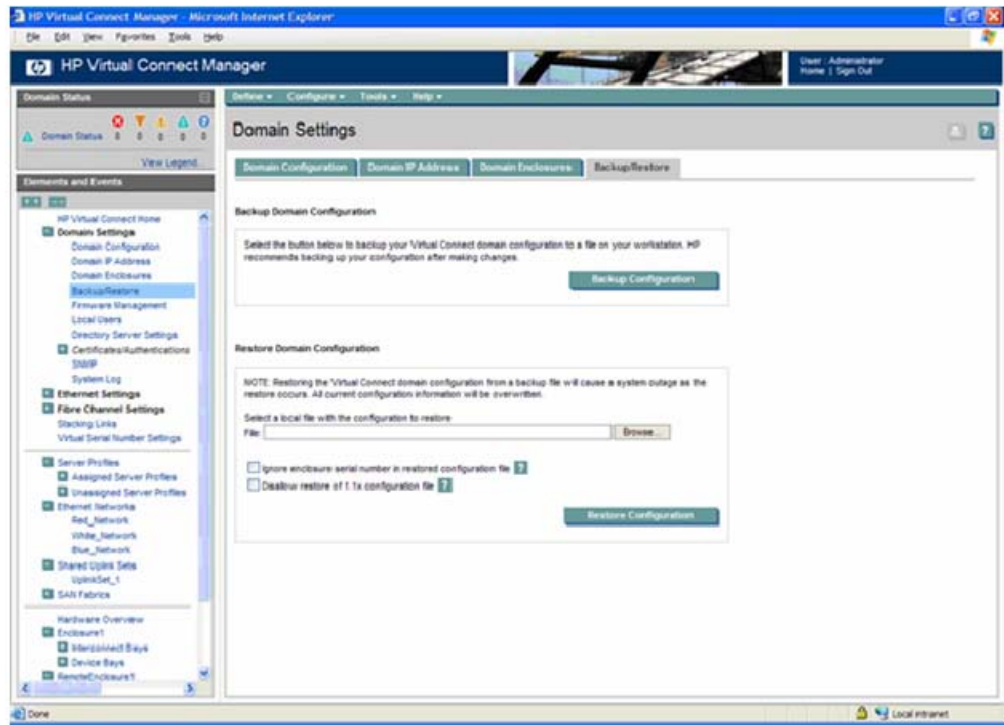 HP Virtual Connect Manager - Microsoft Internet Explorer
File Edit View Favorites Tools Help
HP Virtual Connect Manager
User : Administrator
Home | Sign Out
Domain Status
Domain Status 0 0 0 0 0
View Legend...
Elements and Events
HP Virtual Connect Home
Domain Settings
Domain Configuration
Domain IP Address
Domain Enclosures
Backup/Restore
Firmware Management
Local Users
Directory Server Settings
Certificates/Authentications
SNMP
System Log
Ethernet Settings
Fibre Channel Settings
Stacking Links
Virtual Serial Number Settings
Server Profiles
Assigned Server Profiles
Unassigned Server Profiles
Ethernet Networks
Red_Network
White_Network
Blue_Network
Shared Uplink Sets
UplinkSet_1
SAN Fabrics
Hardware Overview
Enclosure1
Interconnect Bays
Device Bays
RemoteEnclosure1
Define Configure Tools Help
Domain Settings
Domain Configuration Domain IP Address Domain Enclosures Backup/Restore
Backup Domain Configuration
Select the button below to backup your Virtual Connect domain configuration to a file on your workstation. HP
recommends backing up your configuration after making changes.
Backup Configuration
Restore Domain Configuration
NOTE: Restoring the Virtual Connect domain configuration from a backup file will cause a system outage as the
restore occurs. All current configuration information will be overwritten.
Select a local file with the configuration to restore:
File: Browse...
Ignore enclosure serial number in restored configuration file ?
Disallow restore of 1.1x configuration file ?
Restore Configuration
Done
Local intranet